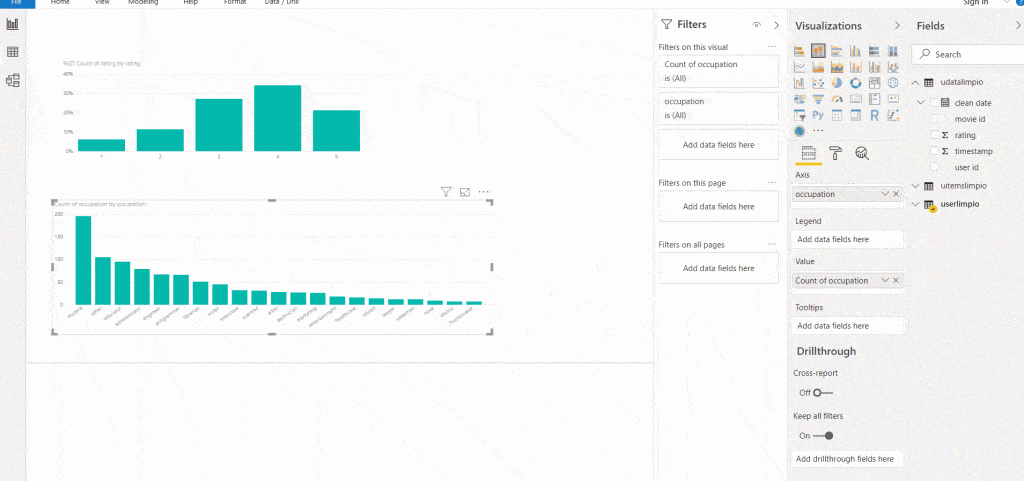 File Home View Modeling Help Format Data / Drill Sign in
%GT Count of rating by rating
40%
30%
20%
10%
0%
1 2 3 4 5
Count of occupation by occupation
200
150
100
50
0
student other educator administrator engineer programmer librarian writer executive scientist artist technician marketing entertainment healthcare retired lawyer salesman none doctor homemaker
Filters
Filters on this visual
Count of occupation
is (All)
occupation
is (All)
Add data fields here
Filters on this page
Add data fields here
Filters on all pages
Add data fields here
Visualizations
Py
R
Axis
occupation
Legend
Add data fields here
Value
Count of occupation
Tooltips
Add data fields here
Drillthrough
Cross-report
Off
Keep all filters
On
Add drillthrough fields here
Fields
Search
udatalimpio
clean date
movie id
Σ rating
Σ timestamp
user id
uitemslimpio
userlimpio